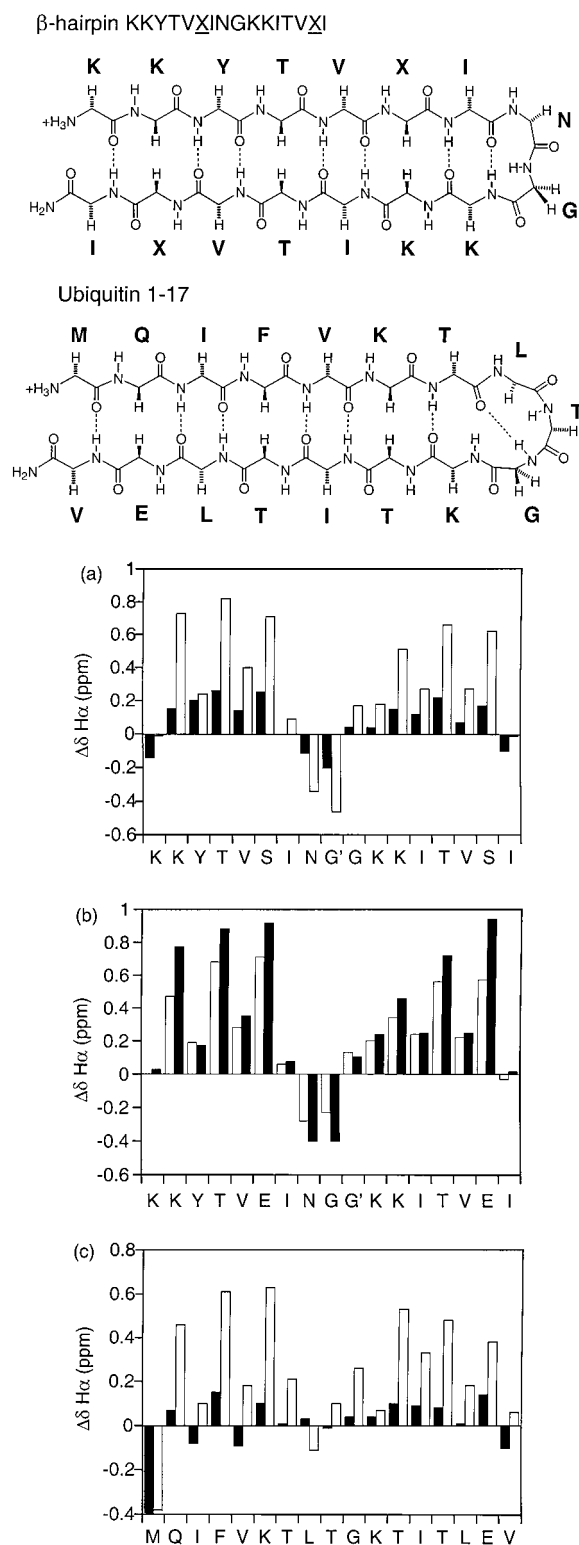 β-hairpin KKYTVXINGKKITVXI
K K Y T V X I
H O H H O H H O H H O H H
N N N N
+H3N N N N N
O H H O H H O H H O H
N
O
H-N
H
H
G
O H H O H H O H H O H H
H2N N N N N
H O H H O H H O H H O
I X V T I K K
Ubiquitin 1-17
M Q I F V K T
L
+H3N
T
H2N
V E L T I T K G
(a)
1
0.8
0.6
0.4
0.2
0
-0.2
-0.4
-0.6
Δδ Hα (ppm)
K K Y T V S I N G' G K K I T V S I
(b)
1
0.8
0.6
0.4
0.2
0
-0.2
-0.4
-0.6
Δδ Hα (ppm)
K K Y T V E I N G G' K K I T V E I
(c)
0.8
0.6
0.4
0.2
0
-0.2
-0.4
Δδ Hα (ppm)
M Q I F V K T L T G K T I T L E V